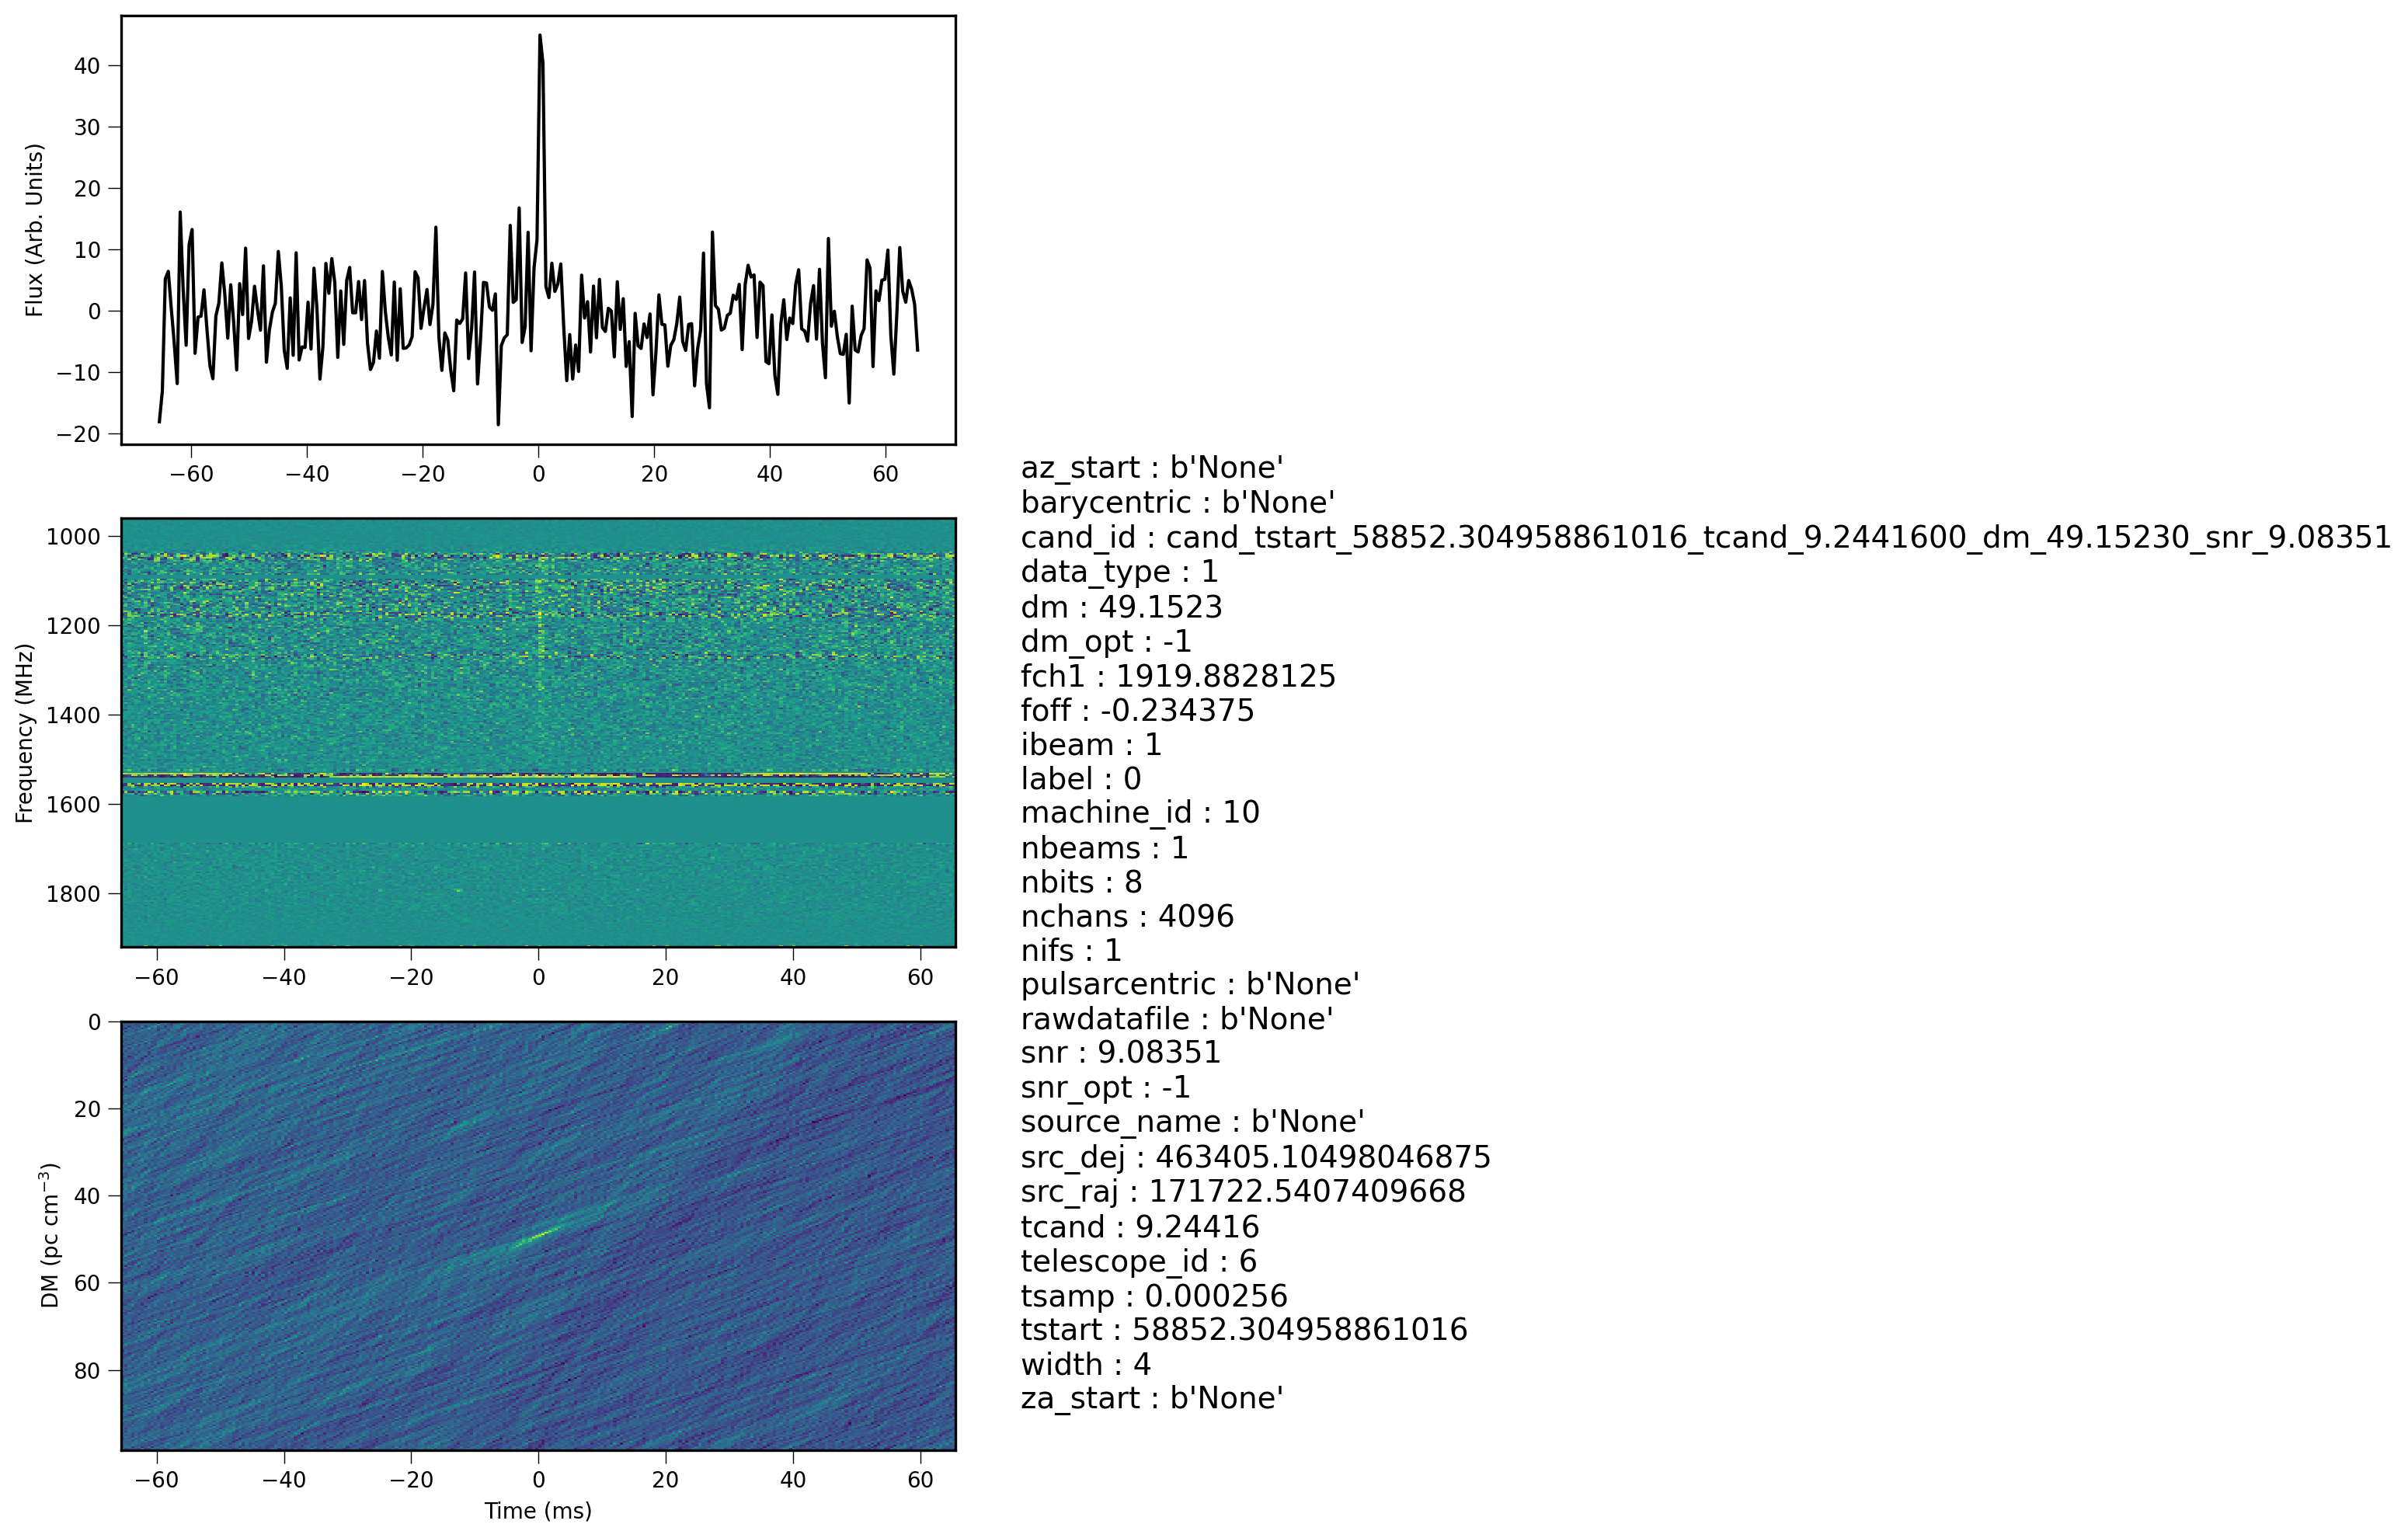 40
30
20
10
0
−10
−20
Flux (Arb. Units)
−60 −40 −20 0 20 40 60
1000
1200
1400
1600
1800
Frequency (MHz)
−60 −40 −20 0 20 40 60
0
20
40
60
80
DM (pc cm⁻³)
−60 −40 −20 0 20 40 60
Time (ms)
az_start : b'None'
barycentric : b'None'
cand_id : cand_tstart_58852.304958861016_tcand_9.2441600_dm_49.15230_snr_9.08351
data_type : 1
dm : 49.1523
dm_opt : -1
fch1 : 1919.8828125
foff : -0.234375
ibeam : 1
label : 0
machine_id : 10
nbeams : 1
nbits : 8
nchans : 4096
nifs : 1
pulsarcentric : b'None'
rawdatafile : b'None'
snr : 9.08351
snr_opt : -1
source_name : b'None'
src_dej : 463405.10498046875
src_raj : 171722.5407409668
tcand : 9.24416
telescope_id : 6
tsamp : 0.000256
tstart : 58852.304958861016
width : 4
za_start : b'None'